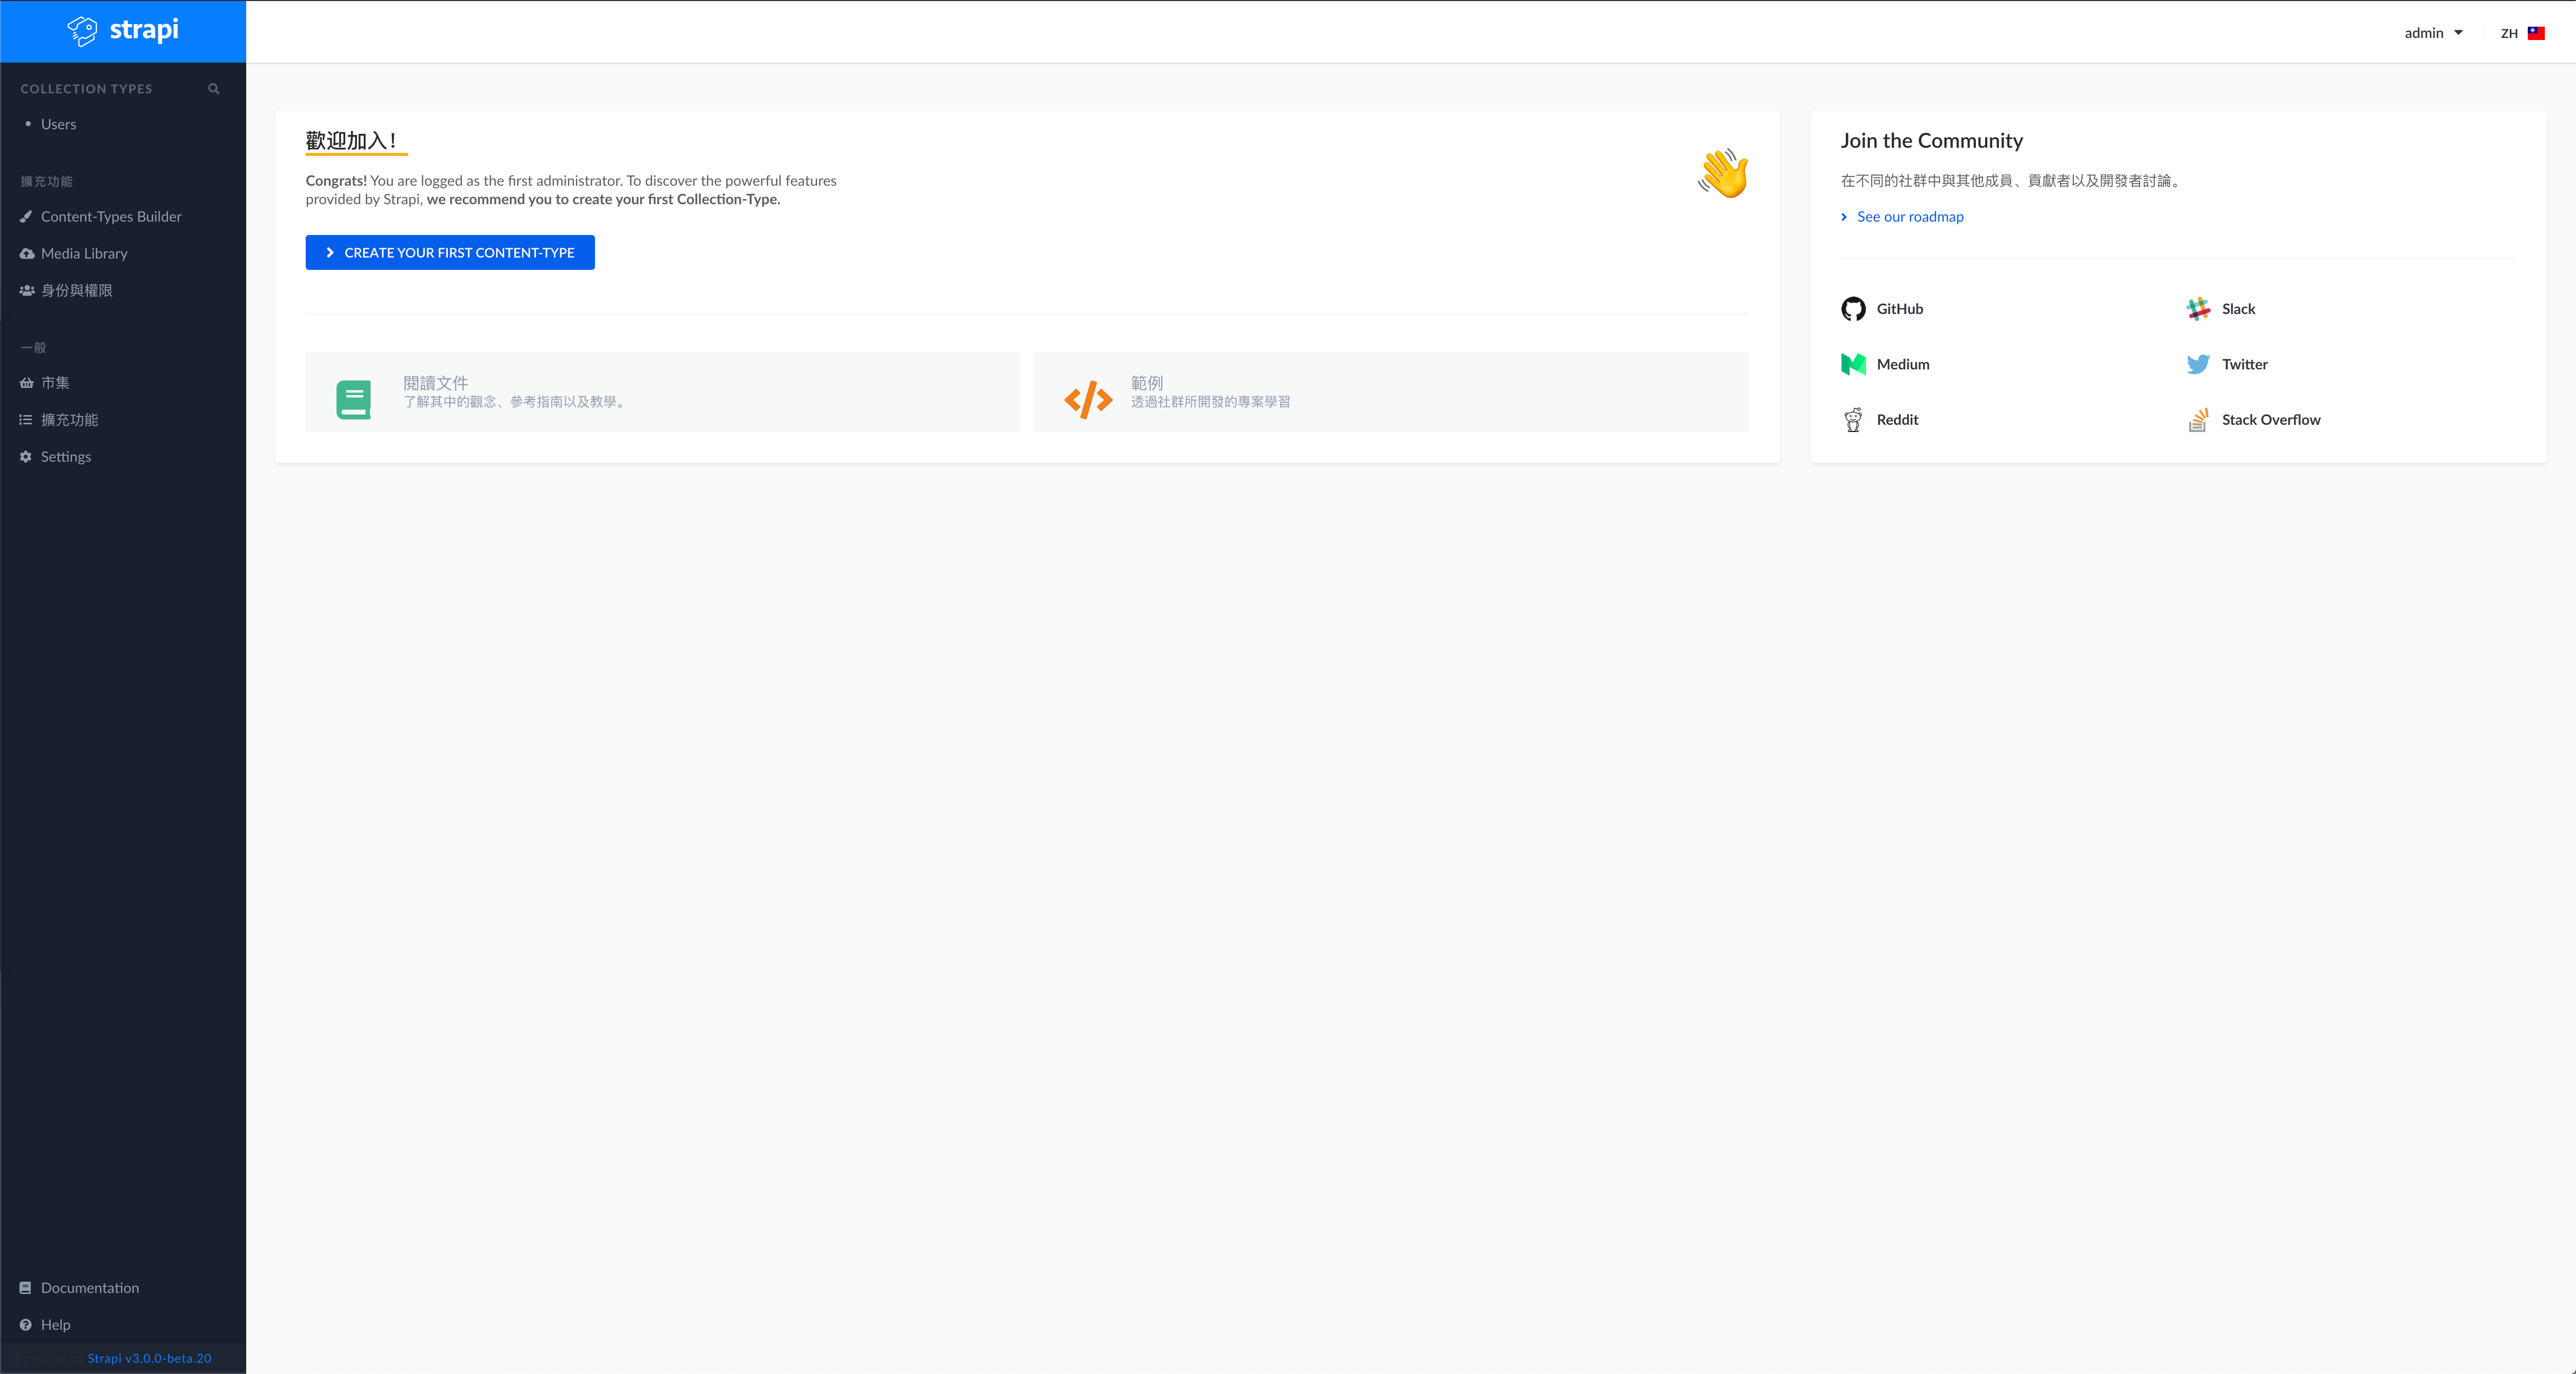 strapi
admin
ZH
COLLECTION TYPES
Users
擴充功能
Content-Types Builder
Media Library
身份與權限
一般
市集
擴充功能
Settings
Documentation
Help
Strapi v3.0.0-beta.20
歡迎加入!
Congrats! You are logged as the first administrator. To discover the powerful features
provided by Strapi, we recommend you to create your first Collection-Type.
CREATE YOUR FIRST CONTENT-TYPE
閱讀文件
了解其中的觀念、參考指南以及教學。
範例
透過社群所開發的專案學習
Join the Community
在不同的社群中與其他成員、貢獻者以及開發者討論。
See our roadmap
GitHub
Slack
Medium
Twitter
Reddit
Stack Overflow